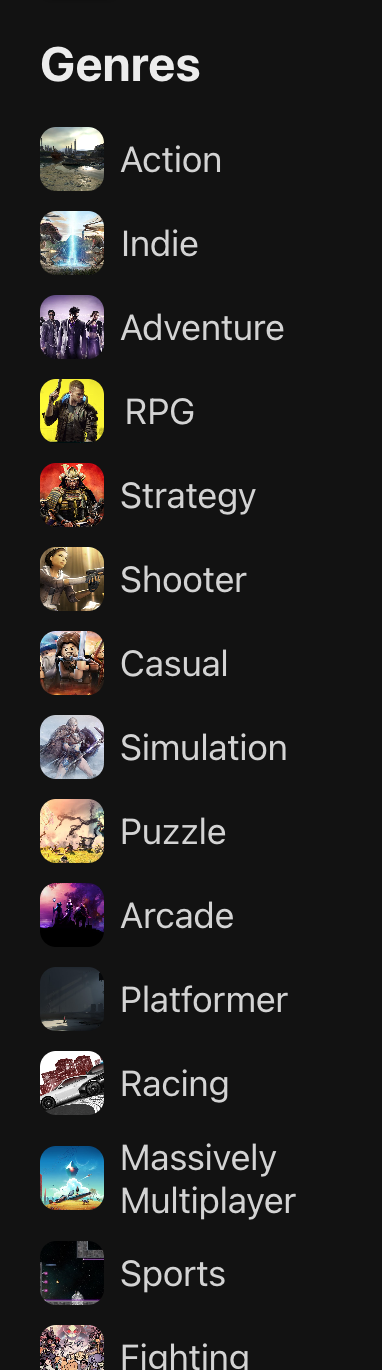 Genres
Action
Indie
Adventure
RPG
Strategy
Shooter
Casual
Simulation
Puzzle
Arcade
Platformer
Racing
Massively
Multiplayer
Sports
Fighting